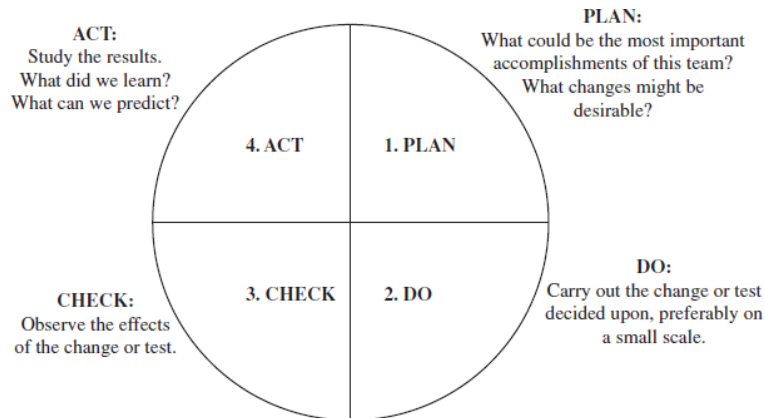 ACT:
Study the results.
What did we learn?
What can we predict?
PLAN:
What could be the most important
accomplishments of this team?
What changes might be
desirable?
4. ACT
1. PLAN
3. CHECK
2. DO
CHECK:
Observe the effects
of the change or test.
DO:
Carry out the change or test
decided upon, preferably on
a small scale.